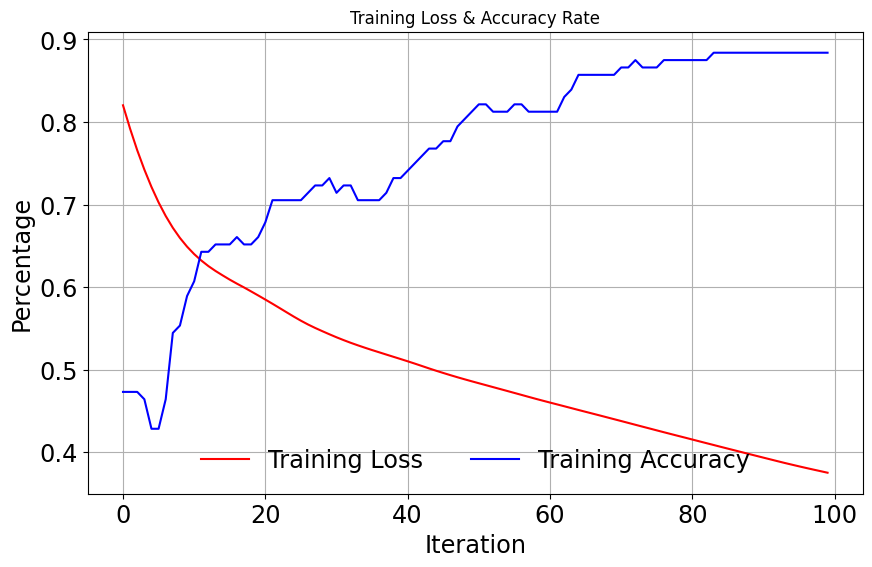 Training Loss & Accuracy Rate
0.9
0.8
0.7
0.6
0.5
0.4
Percentage
Training Loss
Training Accuracy
0 20 40 60 80 100
Iteration